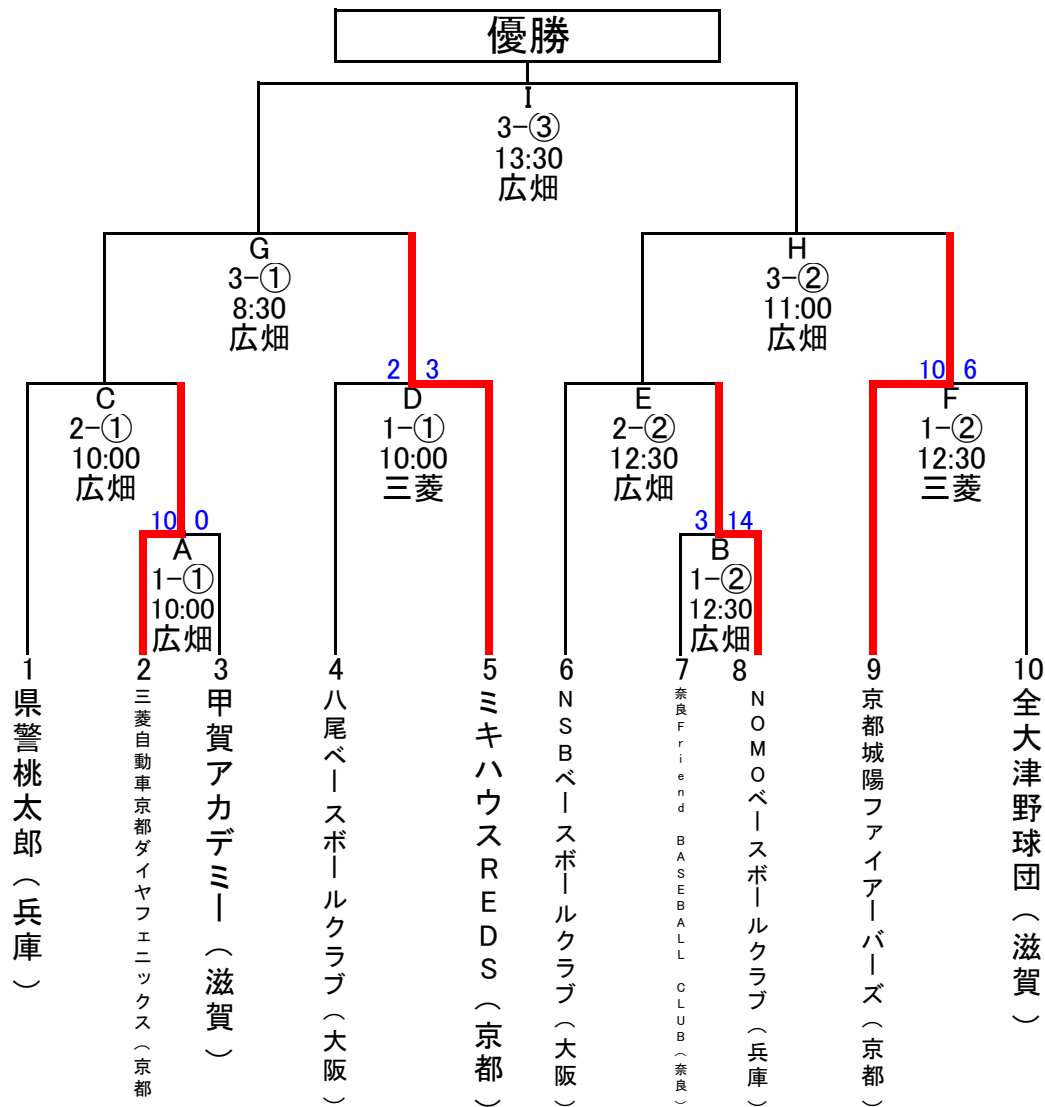 優勝
I
3-③
13:30
広畑
G
3-①
8:30
広畑
H
3-②
11:00
広畑
2 3
10 6
C
2-①
10:00
広畑
D
1-①
10:00
三菱
E
2-②
12:30
広畑
F
1-②
12:30
三菱
10 0
3 14
A
1-①
10:00
広畑
B
1-②
12:30
広畑
1
県警桃太郎（兵庫）
2
三菱自動車京都ダイヤフェニックス（京都
3
甲賀アカデミー（滋賀）
4
八尾ベースボールクラブ（大阪）
5
ミキハウスREDS（京都）
6
NSBベースボールクラブ（大阪）
7
奈良Friend BASEBALL CLUB（奈良）
8
NOMOベースボールクラブ（兵庫）
9
京都城陽ファイアーバーズ（京都）
10
全大津野球団（滋賀）